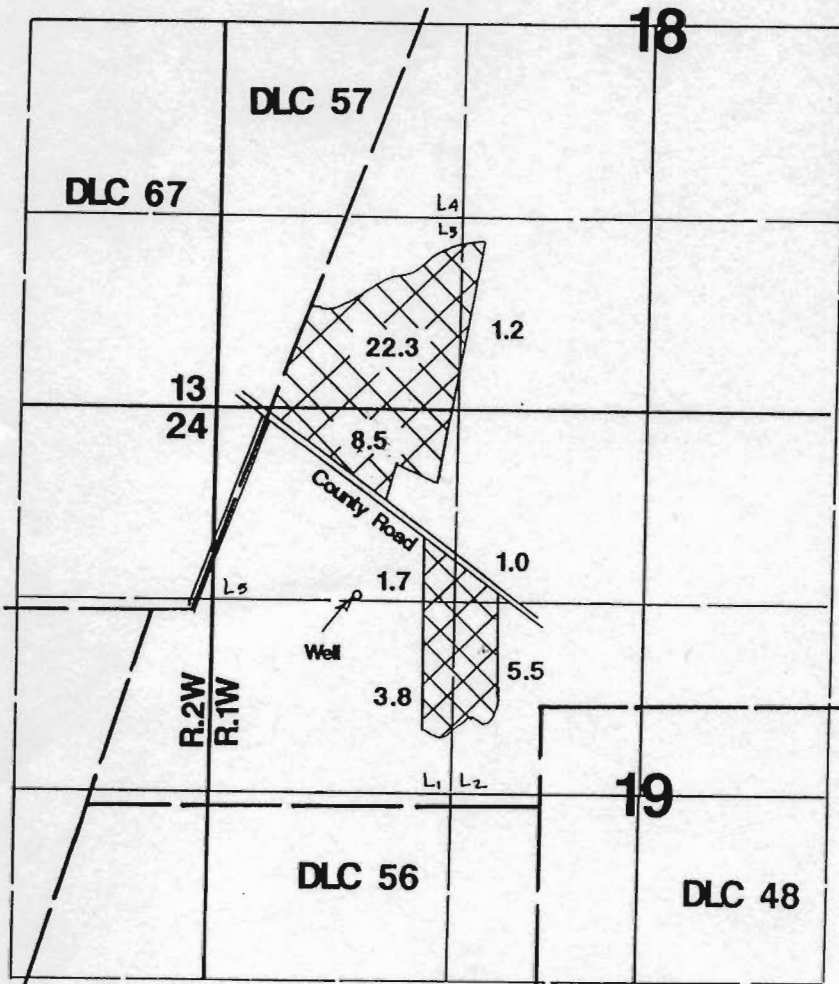 18
DLC 57
DLC 67
L4
L3
22.3
1.2
13
24
8.5
County Road
1.0
1.7
L5
Well
5.5
R.2W
R.1W
3.8
L1 L2
19
DLC 56
DLC 48